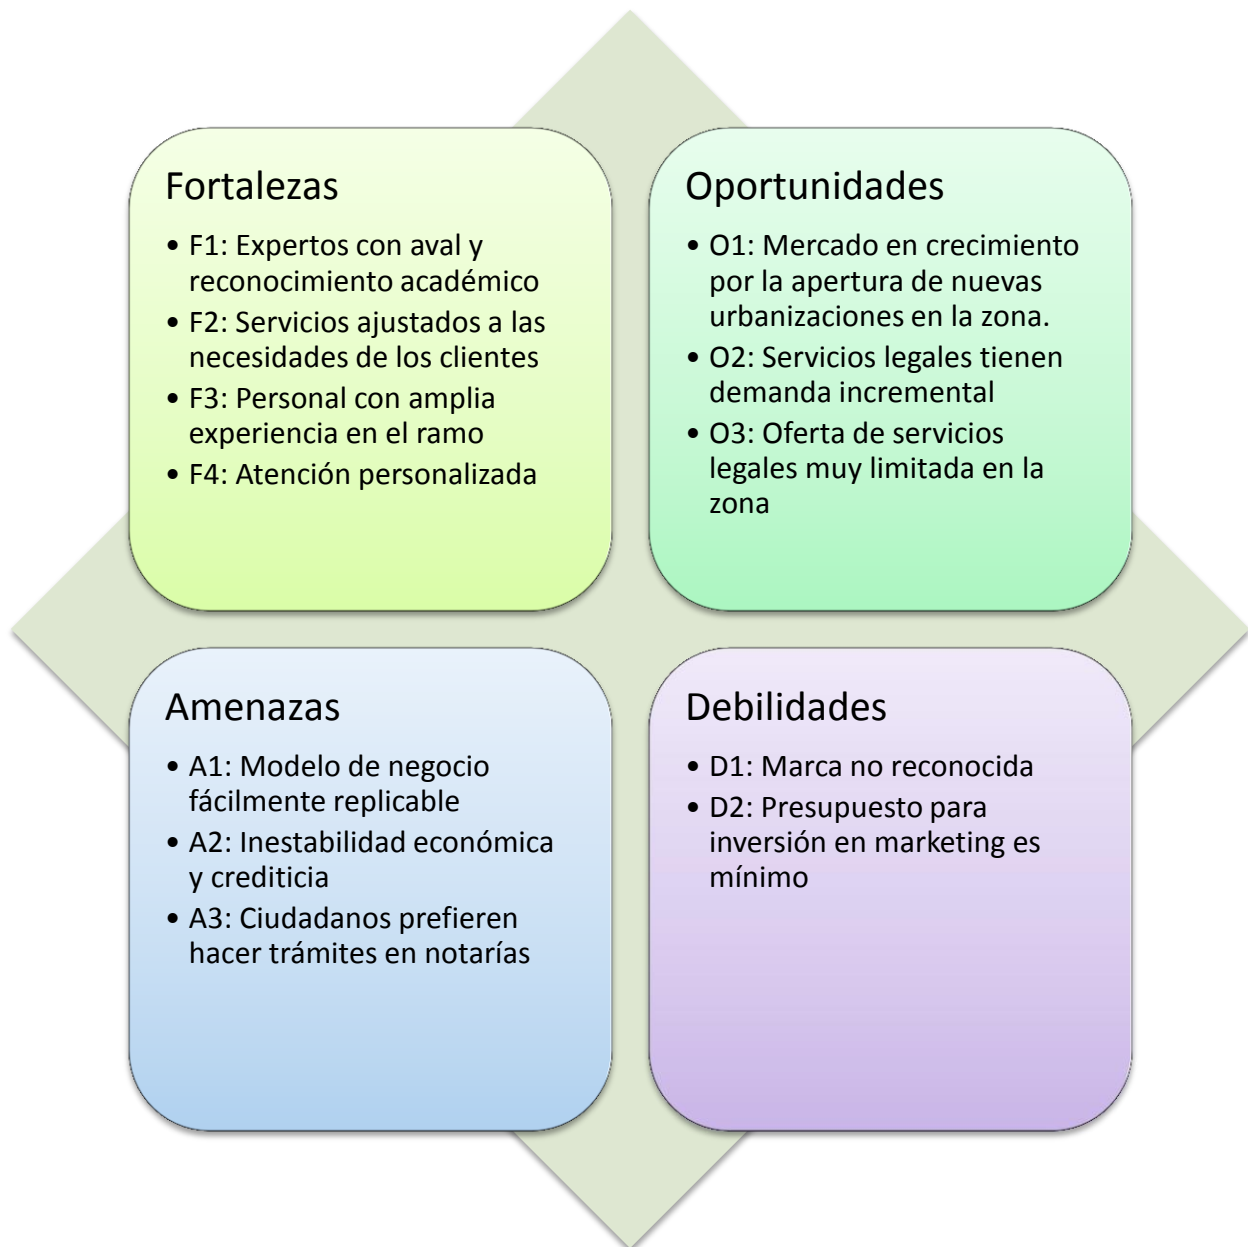 Fortalezas
• F1: Expertos con aval y
reconocimiento académico
• F2: Servicios ajustados a las
necesidades de los clientes
• F3: Personal con amplia
experiencia en el ramo
• F4: Atención personalizada
Oportunidades
• O1: Mercado en crecimiento
por la apertura de nuevas
urbanizaciones en la zona.
• O2: Servicios legales tienen
demanda incremental
• O3: Oferta de servicios
legales muy limitada en la
zona
Amenazas
• A1: Modelo de negocio
fácilmente replicable
• A2: Inestabilidad económica
y crediticia
• A3: Ciudadanos prefieren
hacer trámites en notarías
Debilidades
• D1: Marca no reconocida
• D2: Presupuesto para
inversión en marketing es
mínimo